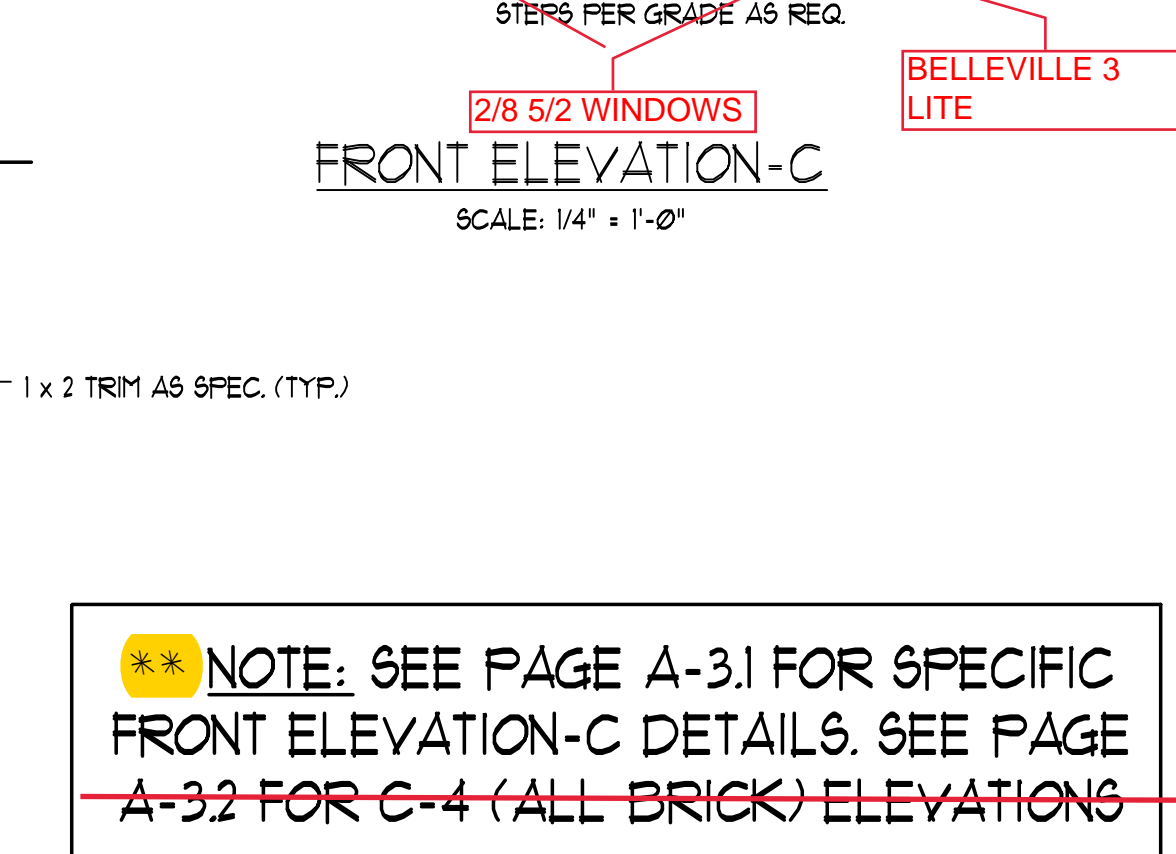 STEPS PER GRADE AS REQ.
BELLEVILLE 3
LITE
2/8 5/2 WINDOWS
FRONT ELEVATION-C
SCALE: 1/4" = 1'-0"
1 x 2 TRIM AS SPEC. (TYP.)
** NOTE: SEE PAGE A-3.1 FOR SPECIFIC
FRONT ELEVATION-C DETAILS. SEE PAGE
A-3.2 FOR C-4 (ALL BRICK) ELEVATIONS